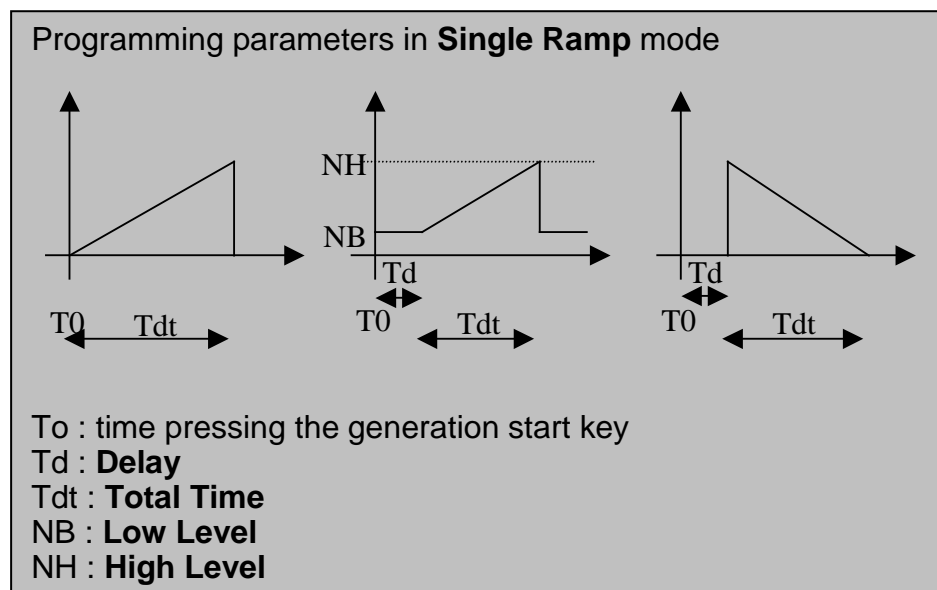 Programming parameters in Single Ramp mode
NH
NB
Td
Td
T0
Tdt
T0
Tdt
T0
Tdt
To : time pressing the generation start key
Td : Delay
Tdt : Total Time
NB : Low Level
NH : High Level